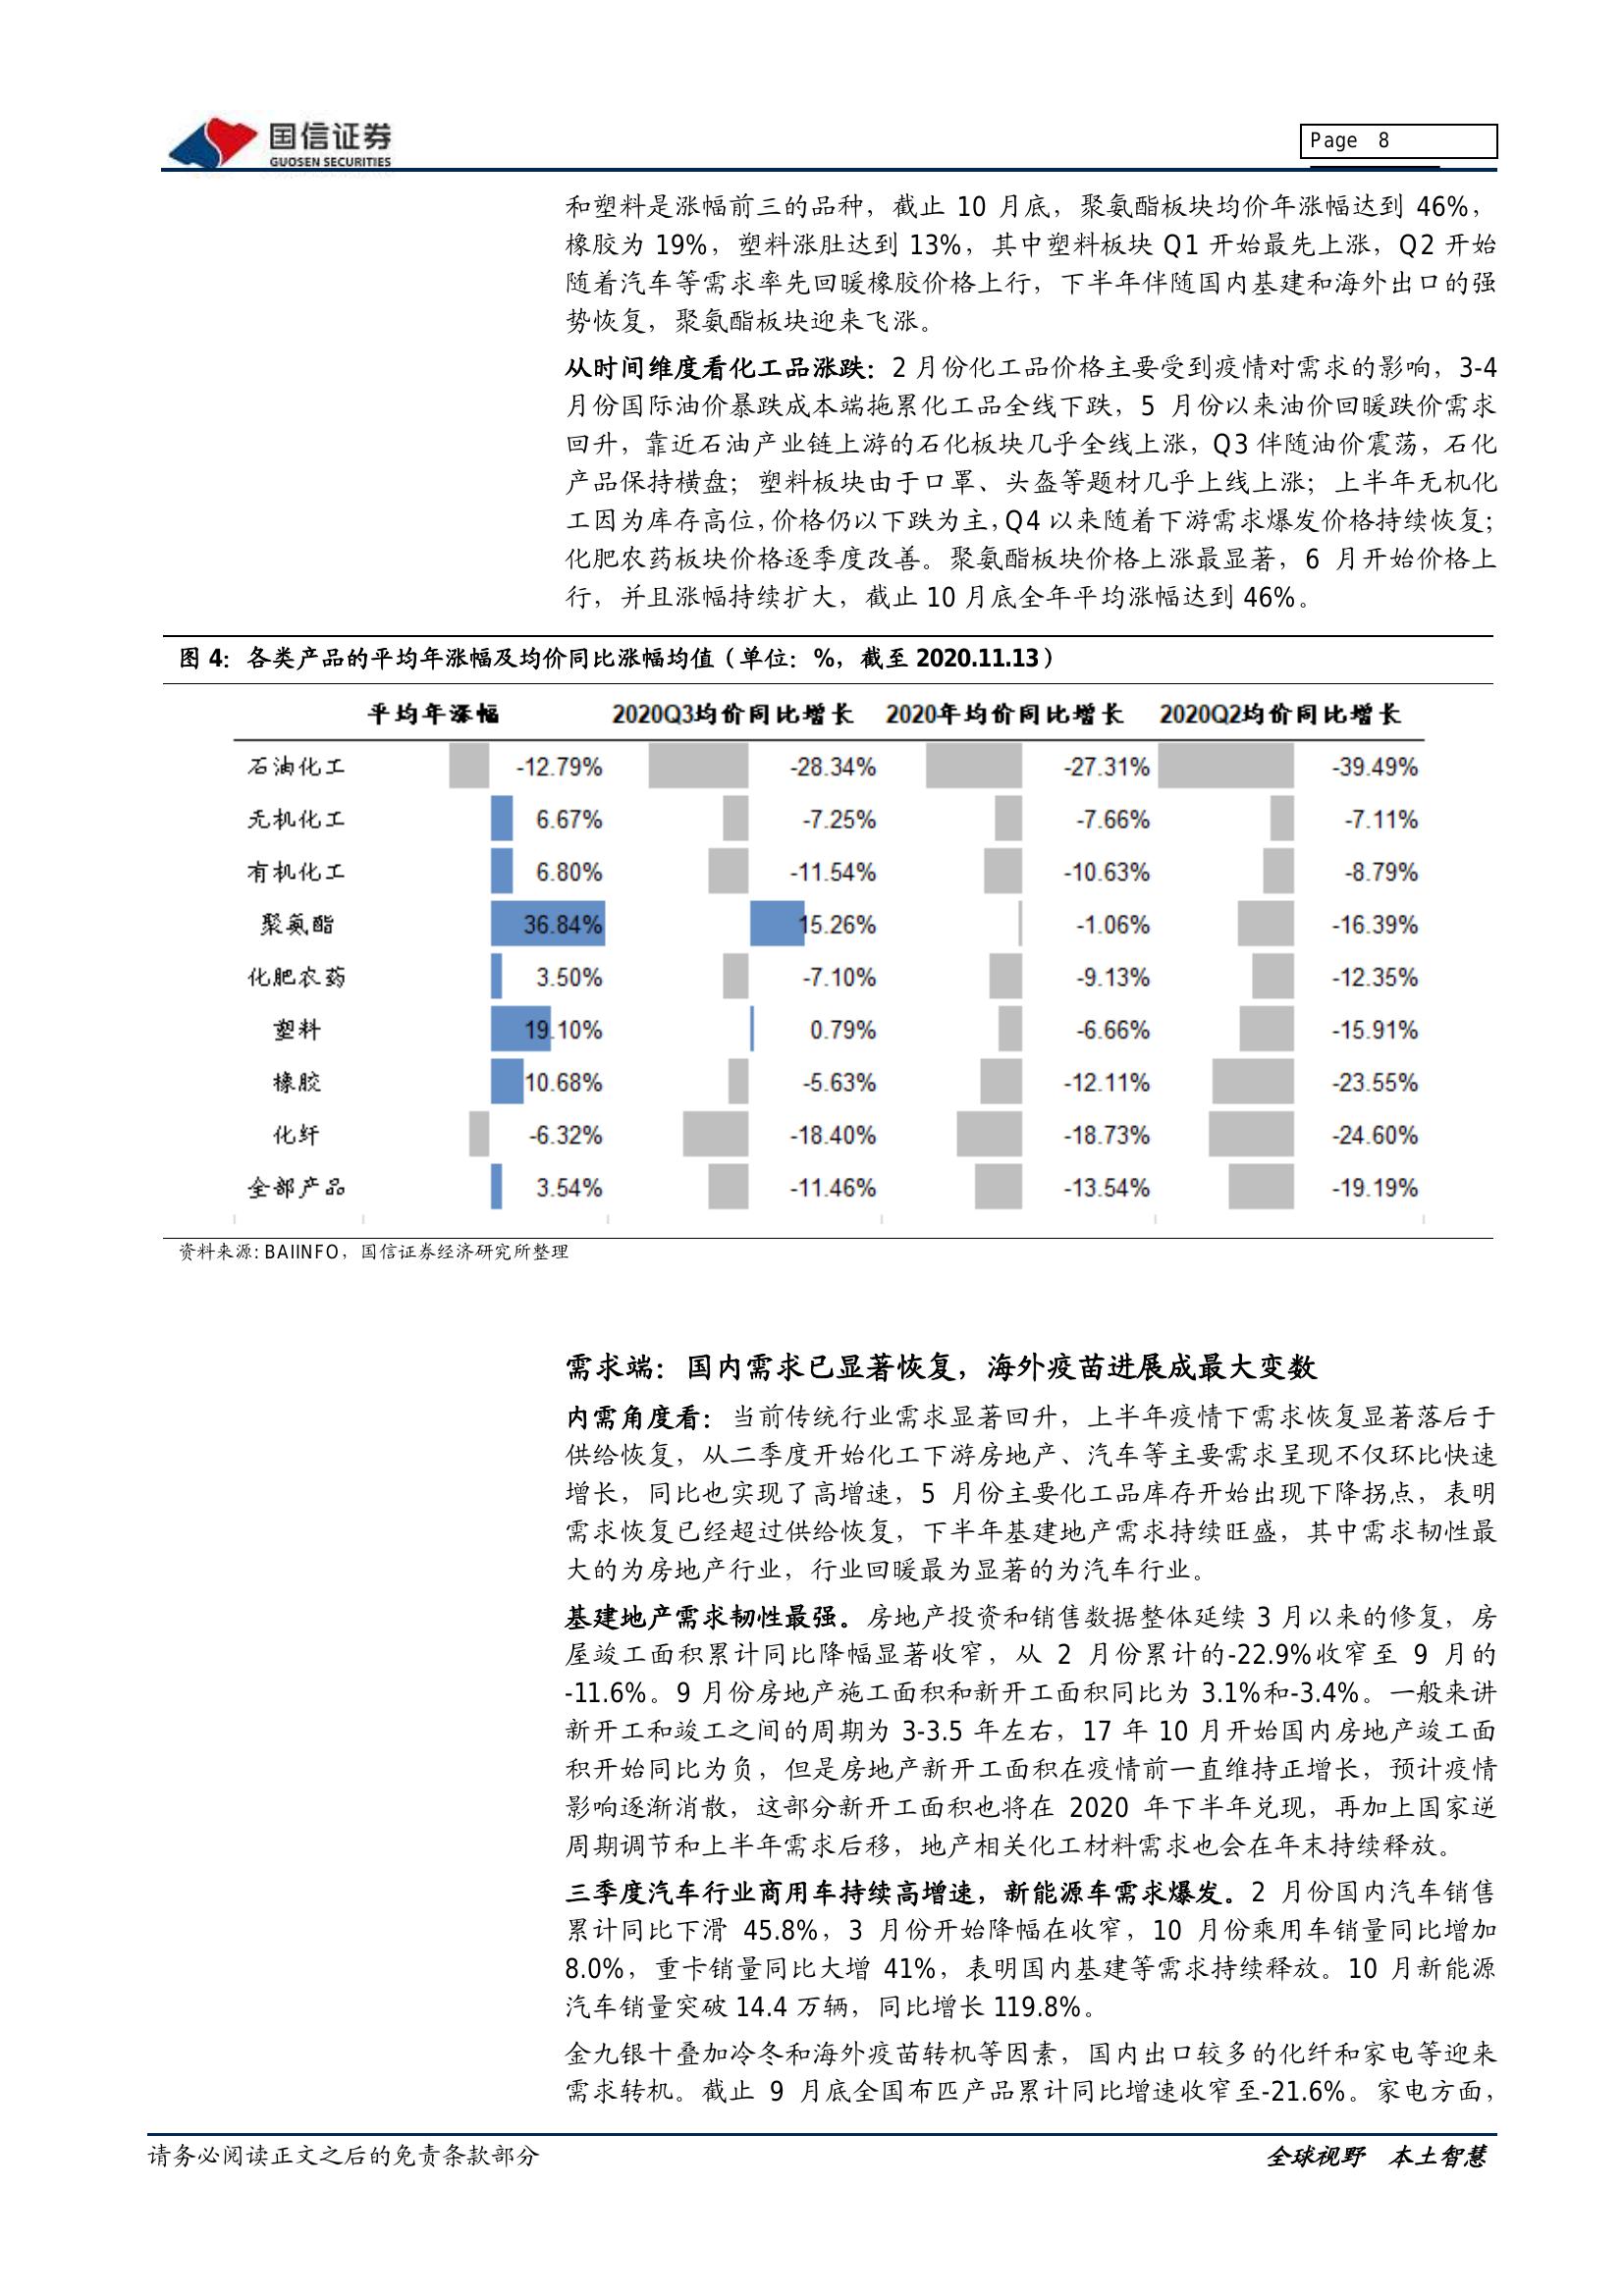 国信证券
GUOSEN SECURITIES
Page 8
和塑料是涨幅前三的品种，截止 10 月底，聚氨酯板块均价年涨幅达到 46%，
橡胶为 19%，塑料涨肚达到 13%，其中塑料板块 Q1 开始最先上涨，Q2 开始
随着汽车等需求率先回暖橡胶价格上行，下半年伴随国内基建和海外出口的强
势恢复，聚氨酯板块迎来飞涨。
从时间维度看化工品涨跌：2 月份化工品价格主要受到疫情对需求的影响，3-4
月份国际油价暴跌成本端拖累化工品全线下跌，5 月份以来油价回暖跌价需求
回升，靠近石油产业链上游的石化板块几乎全线上涨，Q3 伴随油价震荡，石化
产品保持横盘；塑料板块由于口罩、头盔等题材几乎上线上涨；上半年无机化
工因为库存高位，价格仍以下跌为主，Q4 以来随着下游需求爆发价格持续恢复；
化肥农药板块价格逐季度改善。聚氨酯板块价格上涨最显著，6 月开始价格上
行，并且涨幅持续扩大，截止 10 月底全年平均涨幅达到 46%。
图 4：各类产品的平均年涨幅及均价同比涨幅均值（单位：%，截至 2020.11.13）
平均年涨幅 2020Q3均价同比增长 2020年均价同比增长 2020Q2均价同比增长
石油化工 -12.79% -28.34% -27.31% -39.49%
无机化工 6.67% -7.25% -7.66% -7.11%
有机化工 6.80% -11.54% -10.63% -8.79%
聚氨酯 36.84% 15.26% -1.06% -16.39%
化肥农药 3.50% -7.10% -9.13% -12.35%
塑料 19.10% 0.79% -6.66% -15.91%
橡胶 10.68% -5.63% -12.11% -23.55%
化纤 -6.32% -18.40% -18.73% -24.60%
全部产品 3.54% -11.46% -13.54% -19.19%
资料来源: BAIINFO，国信证券经济研究所整理
需求端：国内需求已显著恢复，海外疫苗进展成最大变数
内需角度看：当前传统行业需求显著回升，上半年疫情下需求恢复显著落后于
供给恢复，从二季度开始化工下游房地产、汽车等主要需求呈现不仅环比快速
增长，同比也实现了高增速，5 月份主要化工品库存开始出现下降拐点，表明
需求恢复已经超过供给恢复，下半年基建地产需求持续旺盛，其中需求韧性最
大的为房地产行业，行业回暖最为显著的为汽车行业。
基建地产需求韧性最强。房地产投资和销售数据整体延续 3 月以来的修复，房
屋竣工面积累计同比降幅显著收窄，从 2 月份累计的-22.9%收窄至 9 月的
-11.6%。9 月份房地产施工面积和新开工面积同比为 3.1%和-3.4%。一般来讲
新开工和竣工之间的周期为 3-3.5 年左右，17 年 10 月开始国内房地产竣工面
积开始同比为负，但是房地产新开工面积在疫情前一直维持正增长，预计疫情
影响逐渐消散，这部分新开工面积也将在 2020 年下半年兑现，再加上国家逆
周期调节和上半年需求后移，地产相关化工材料需求也会在年末持续释放。
三季度汽车行业商用车持续高增速，新能源车需求爆发。2 月份国内汽车销售
累计同比下滑 45.8%，3 月份开始降幅在收窄，10 月份乘用车销量同比增加
8.0%，重卡销量同比大增 41%，表明国内基建等需求持续释放。10 月新能源
汽车销量突破 14.4 万辆，同比增长 119.8%。
金九银十叠加冷冬和海外疫苗转机等因素，国内出口较多的化纤和家电等迎来
需求转机。截止 9 月底全国布匹产品累计同比增速收窄至-21.6%。家电方面，
请务必阅读正文之后的免责条款部分
全球视野 本土智慧